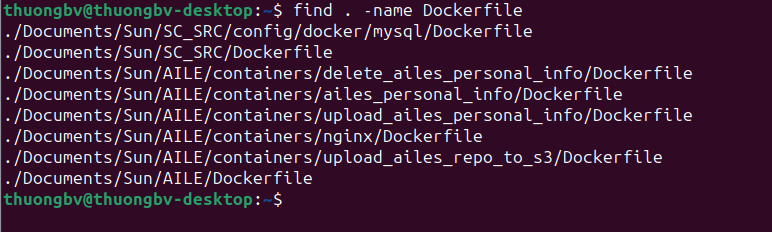 thuongbv@thuongbv-desktop:~$ find . -name Dockerfile
./Documents/Sun/SC_SRC/config/docker/mysql/Dockerfile
./Documents/Sun/SC_SRC/Dockerfile
./Documents/Sun/AILE/containers/delete_ailes_personal_info/Dockerfile
./Documents/Sun/AILE/containers/ailes_personal_info/Dockerfile
./Documents/Sun/AILE/containers/upload_ailes_personal_info/Dockerfile
./Documents/Sun/AILE/containers/nginx/Dockerfile
./Documents/Sun/AILE/containers/upload_ailes_repo_to_s3/Dockerfile
./Documents/Sun/AILE/Dockerfile
thuongbv@thuongbv-desktop:~$